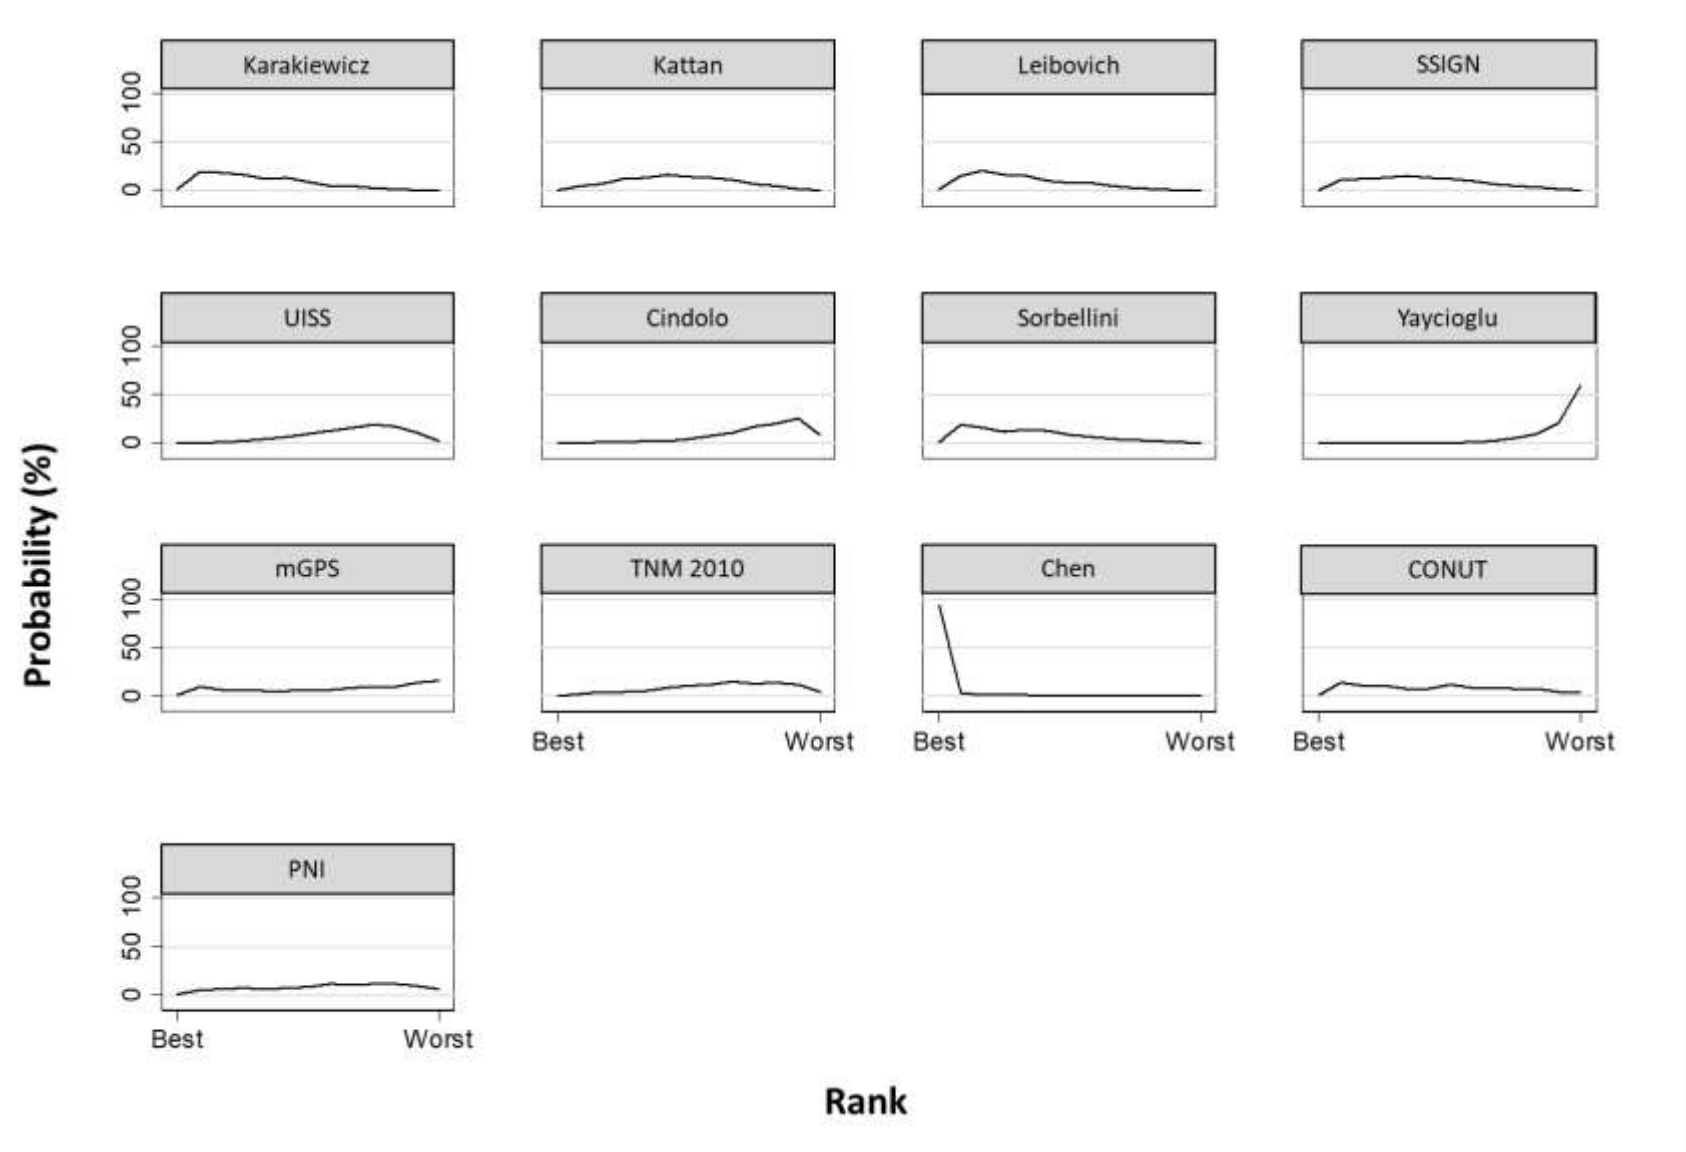 Karakiewicz
Kattan
Leibovich
SSIGN
100
50
0
UISS
Cindolo
Sorbellini
Yaycioglu
100
50
0
Probability (%)
mGPS
TNM 2010
Chen
CONUT
100
50
0
Best Worst
Best Worst
Best Worst
PNI
100
50
0
Best Worst
Rank